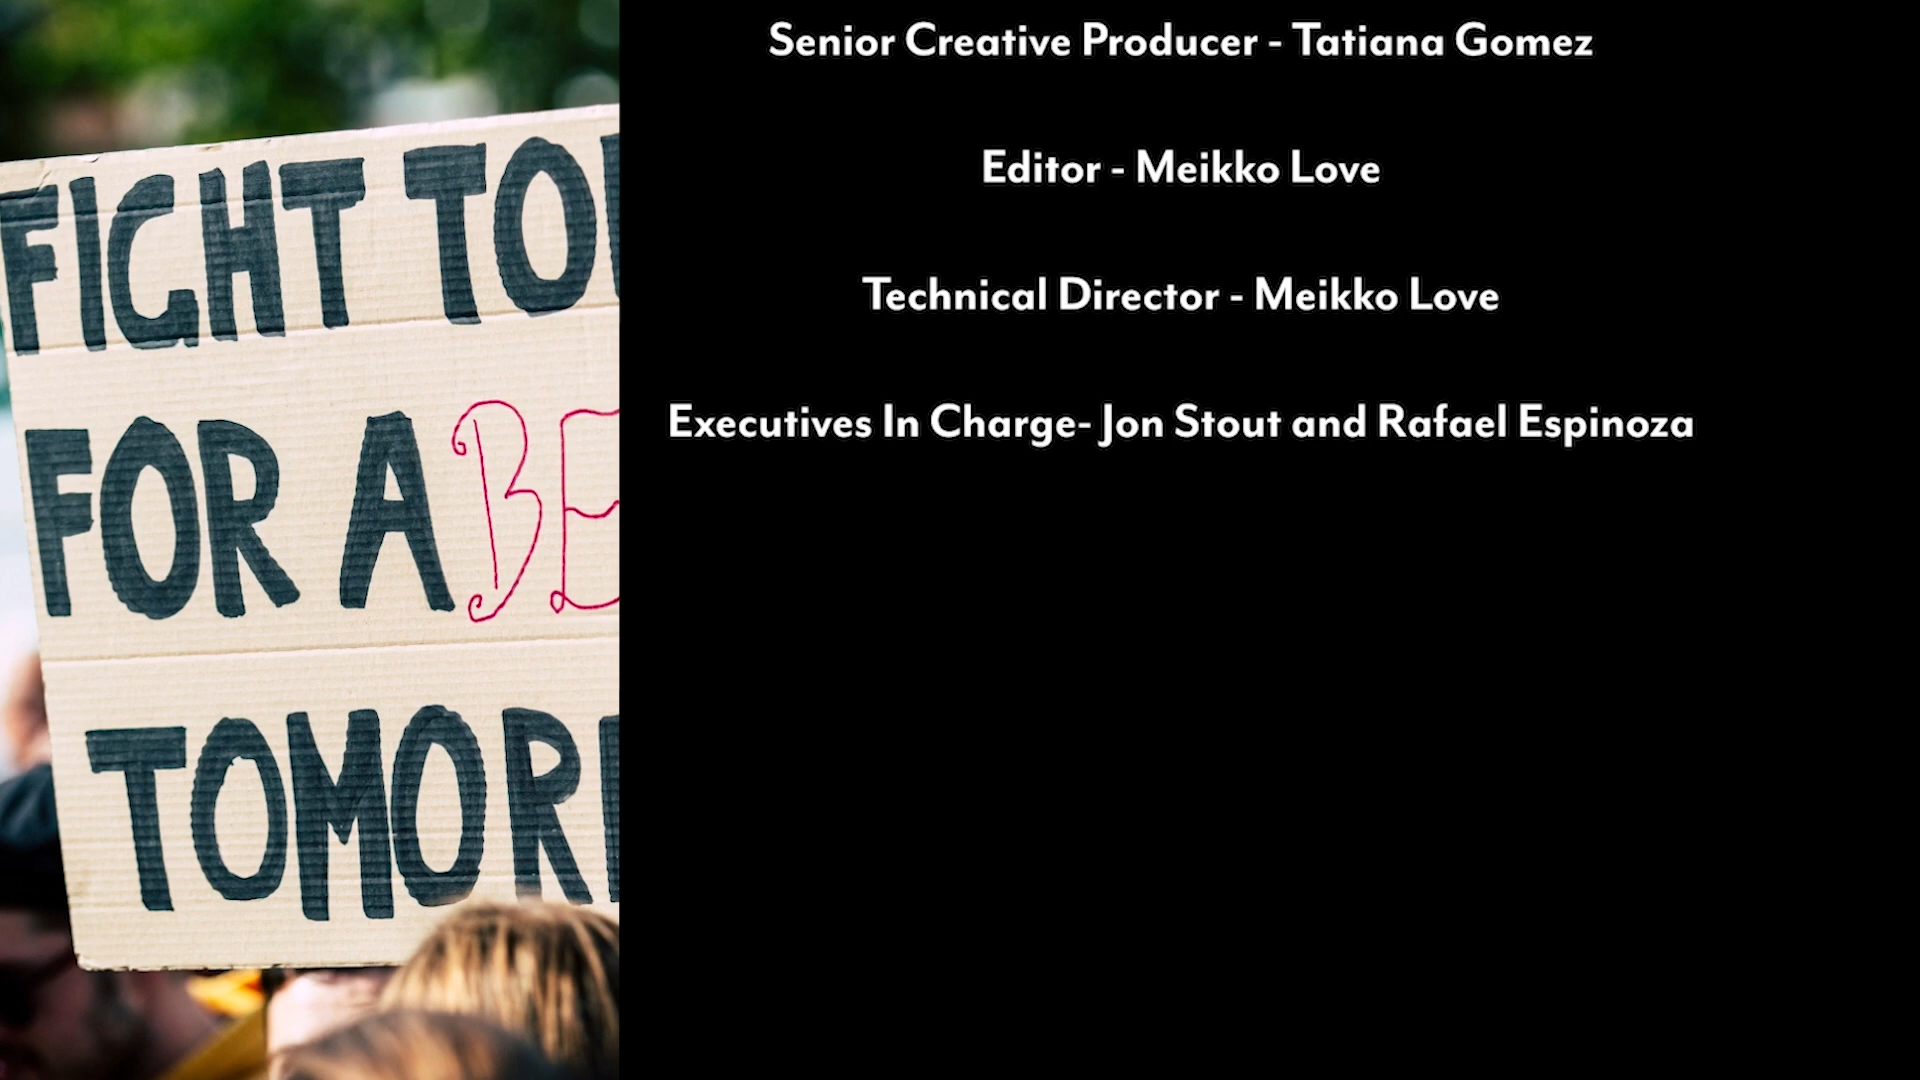 FIGHT TO
FOR A BE
TOMOR
Senior Creative Producer - Tatiana Gomez
Editor - Meikko Love
Technical Director - Meikko Love
Executives In Charge- Jon Stout and Rafael Espinoza